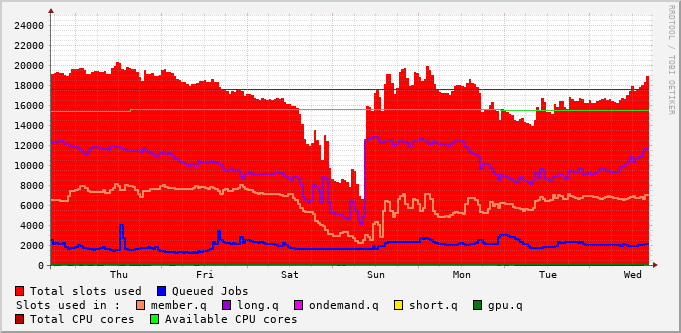 24000
22000
20000
18000
16000
14000
12000
10000
8000
6000
4000
2000
0
Thu Fri Sat Sun Mon Tue Wed
RRDTOOL / TOBI OETIKER
Total slots used Queued Jobs
Slots used in : member.q long.q ondemand.q short.q gpu.q
Total CPU cores Available CPU cores